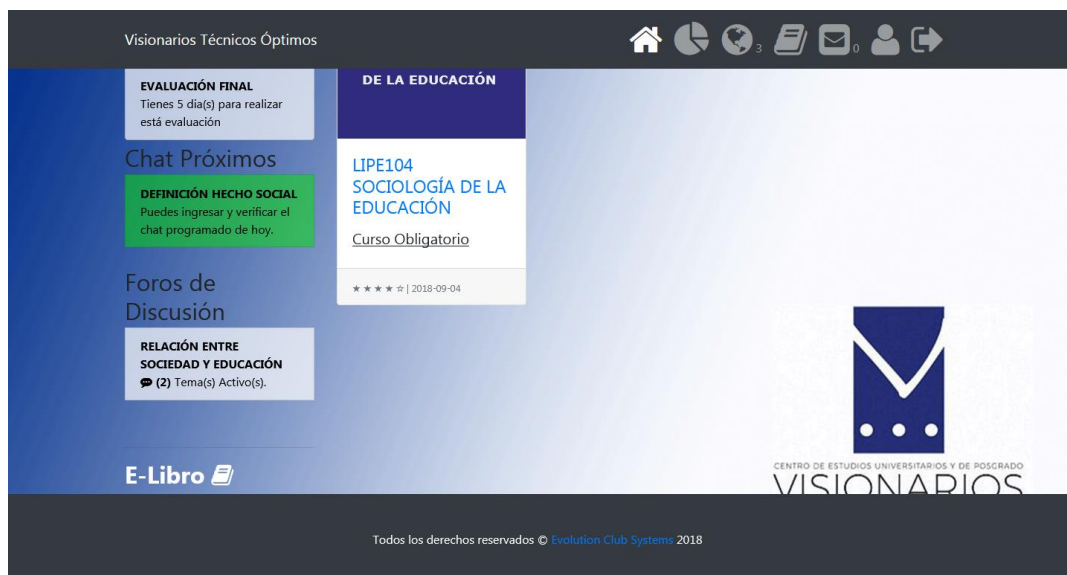 Visionarios Técnicos Óptimos
3
0
EVALUACIÓN FINAL
Tienes 5 dia(s) para realizar
está evaluación
Chat Próximos
DEFINICIÓN HECHO SOCIAL
Puedes ingresar y verificar el
chat programado de hoy.
Foros de
Discusión
RELACIÓN ENTRE
SOCIEDAD Y EDUCACIÓN
(2) Tema(s) Activo(s).
E-Libro
DE LA EDUCACIÓN
LIPE104
SOCIOLOGÍA DE LA
EDUCACIÓN
Curso Obligatorio
★ ★ ★ ★ ☆ | 2018-09-04
CENTRO DE ESTUDIOS UNIVERSITARIOS Y DE POSGRADO
VISIONARIOS
Todos los derechos reservados © Evolution Club Systems 2018